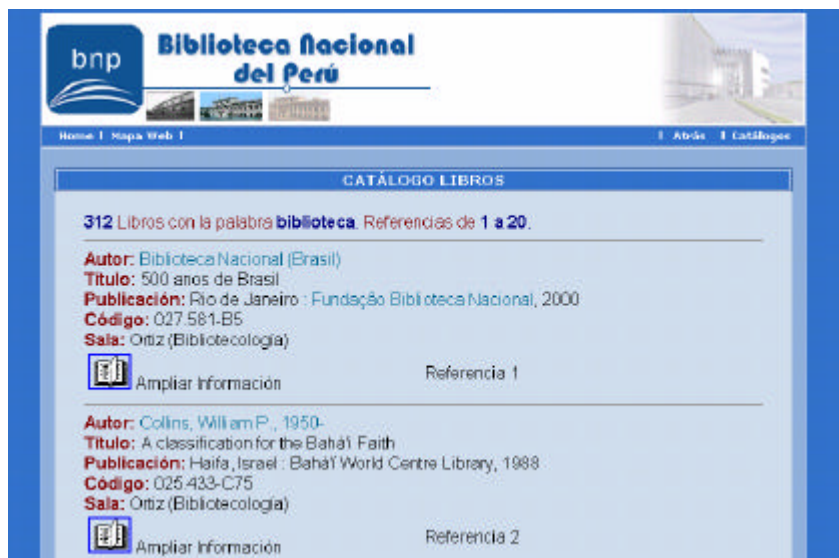 bnp
Biblioteca Nacional
del Perú
Home | Mapa Web |
| Atrás | Catálogos
CATÁLOGO LIBROS
312 Libros con la palabra biblioteca. Referencias de 1 a 20.
Autor: Biblioteca Nacional (Brasil)
Título: 500 anos de Brasil
Publicación: Rio de Janeiro : Fundação Biblioteca Nacional, 2000
Código: 027.581-B5
Sala: Ortiz (Bibliotecología)
Ampliar Información
Referencia 1
Autor: Collins, William P., 1950-
Título: A classification for the Bahá'í Faith
Publicación: Haifa, Israel : Bahá'í World Centre Library, 1988
Código: 025.433-C75
Sala: Ortiz (Bibliotecología)
Ampliar Información
Referencia 2